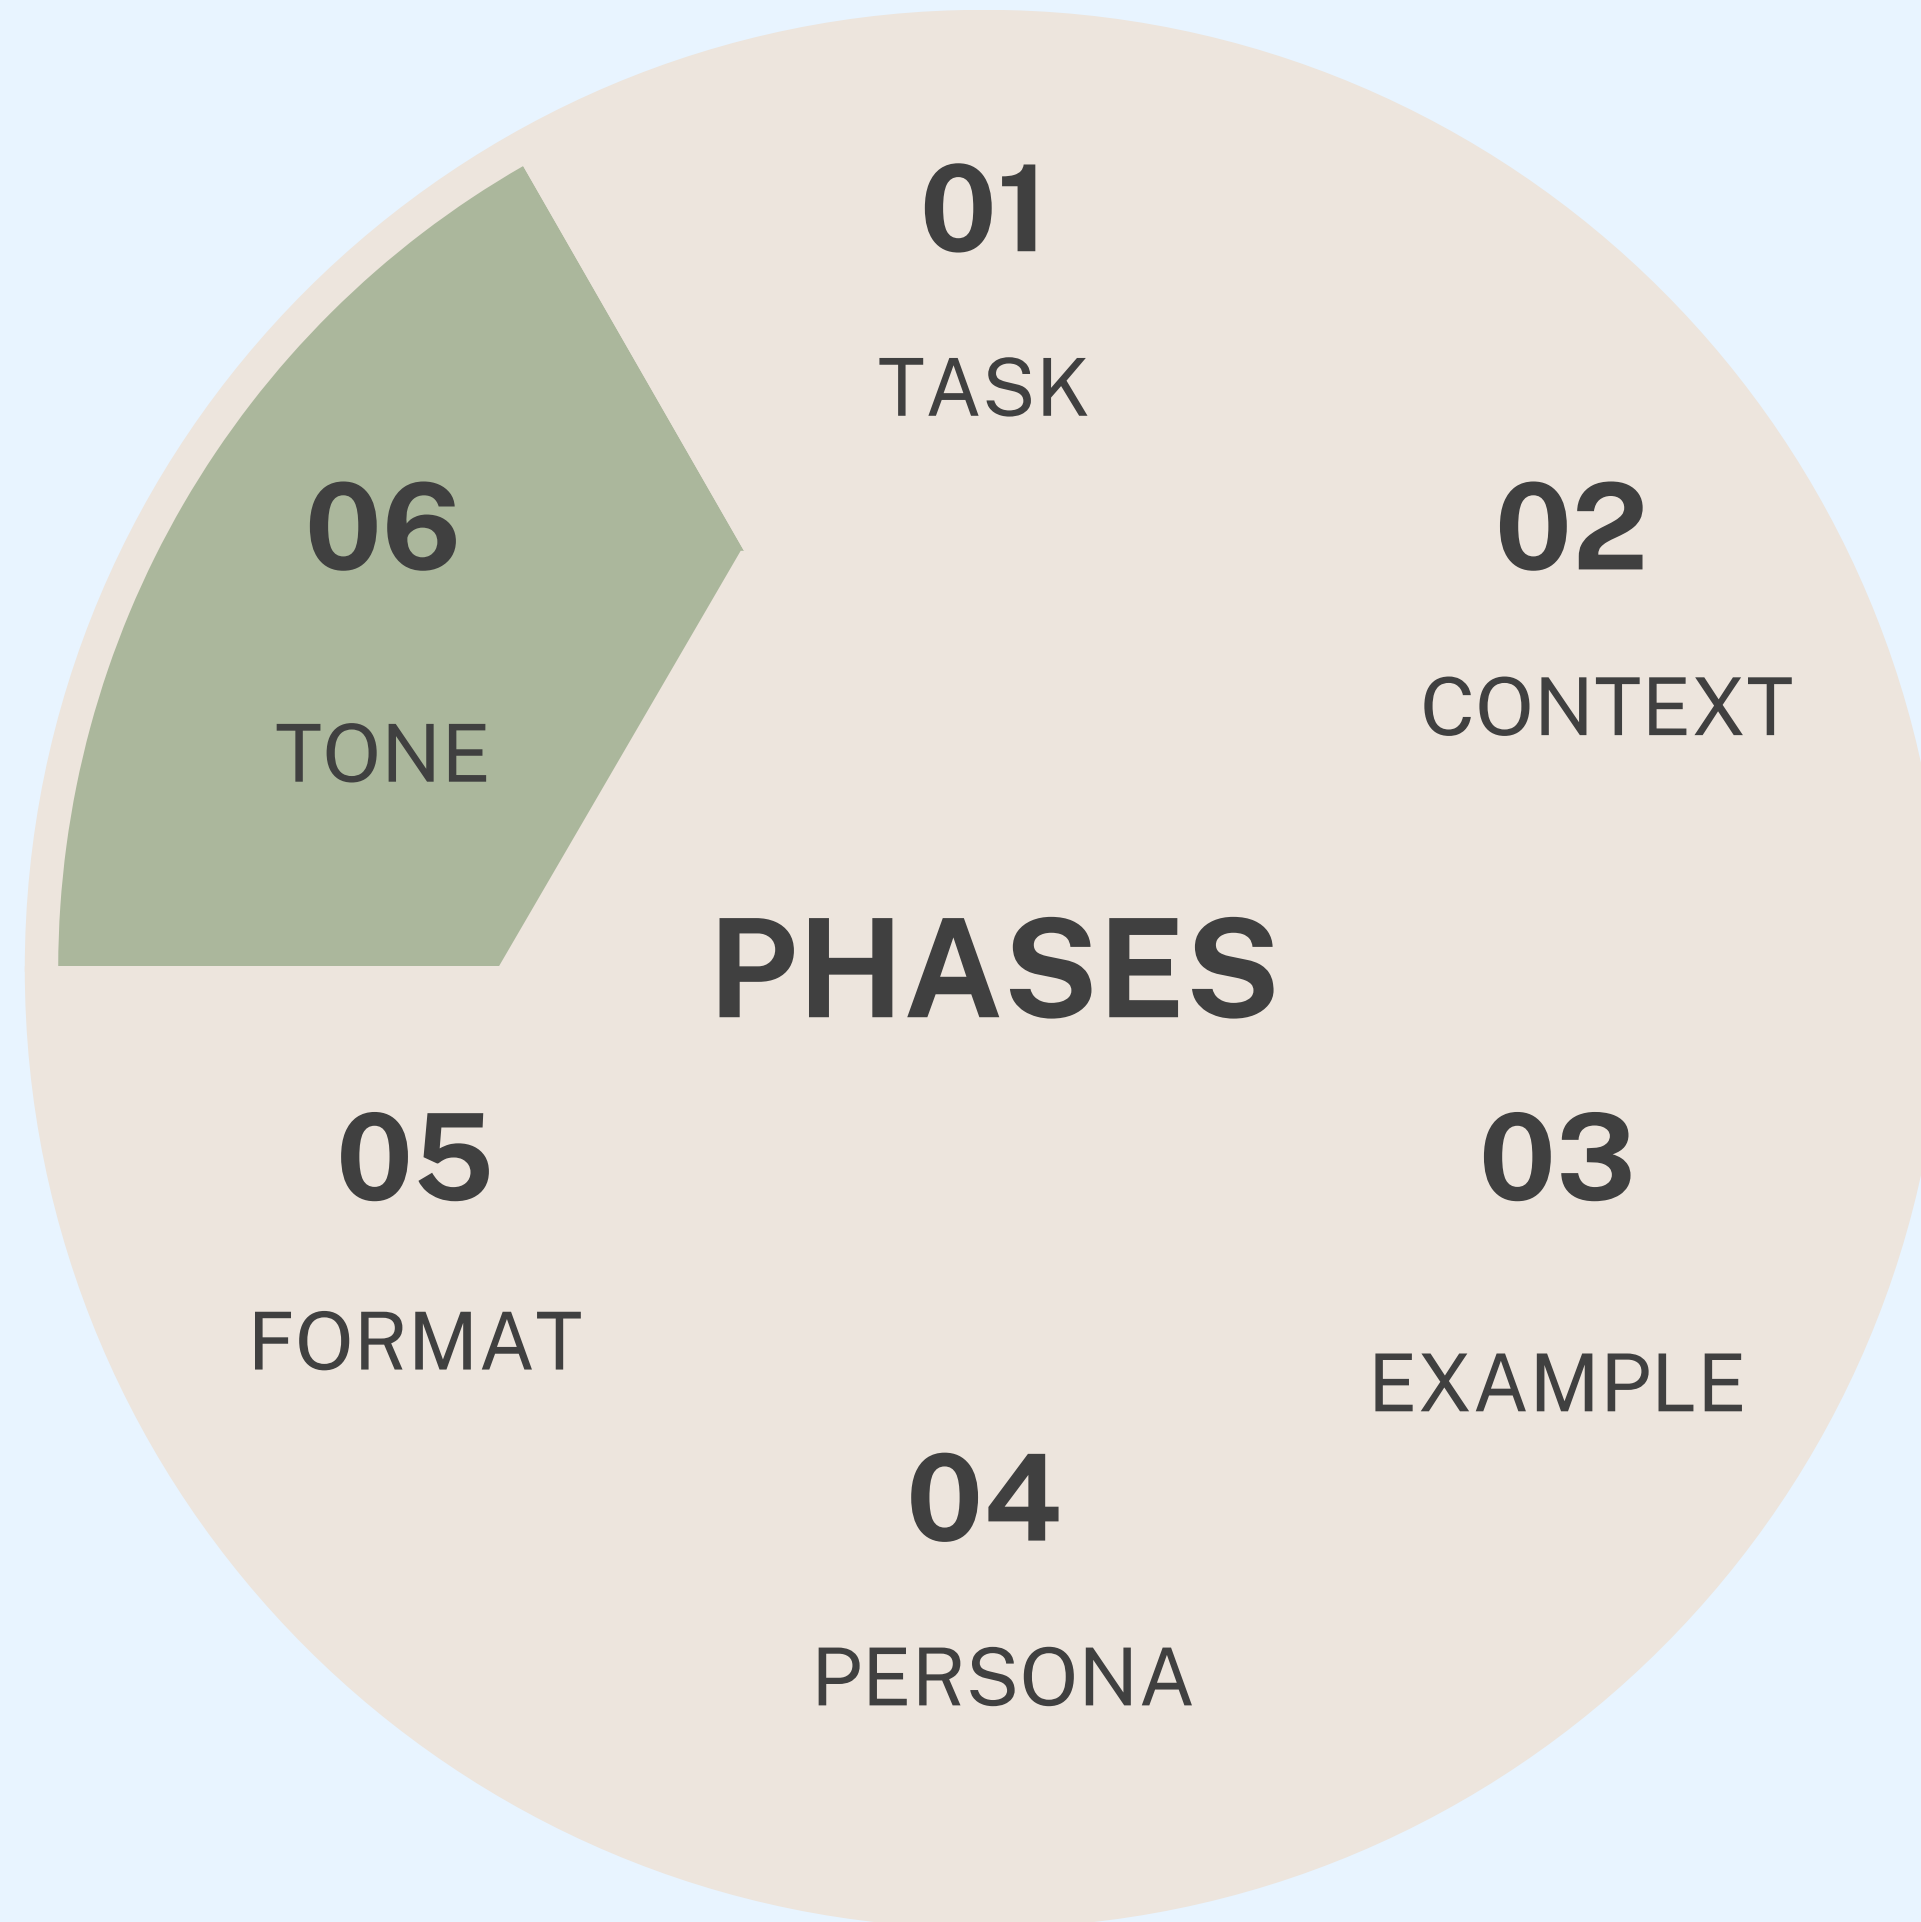 01
TASK
02
CONTEXT
03
EXAMPLE
04
PERSONA
05
FORMAT
06
TONE
PHASES